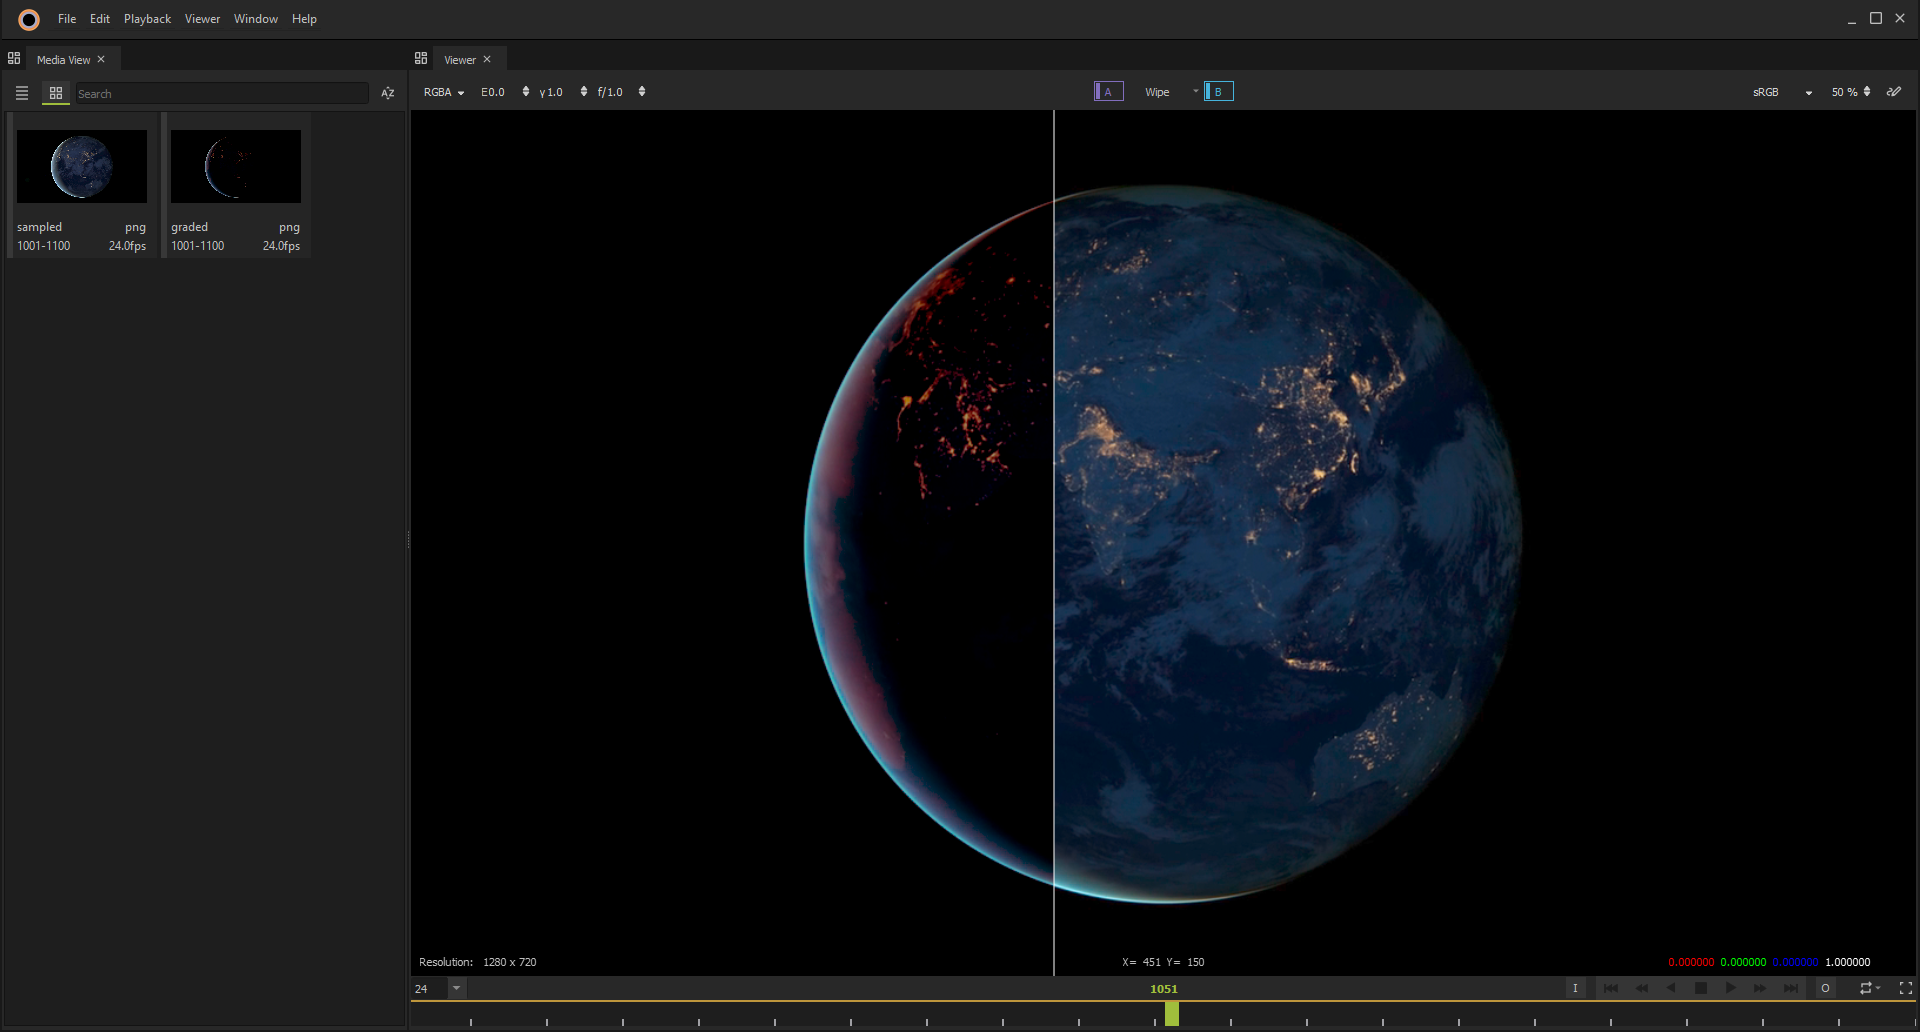 File Edit Playback Viewer Window Help
Media View
Viewer
Search
AZ
RGBA E0.0 γ 1.0 f/1.0
A Wipe B
sRGB 50 %
sampled png
1001-1100 24.0fps
graded png
1001-1100 24.0fps
Resolution: 1280 x 720
X= 451 Y= 150
0.000000 0.000000 0.000000 1.000000
24 1051 I O